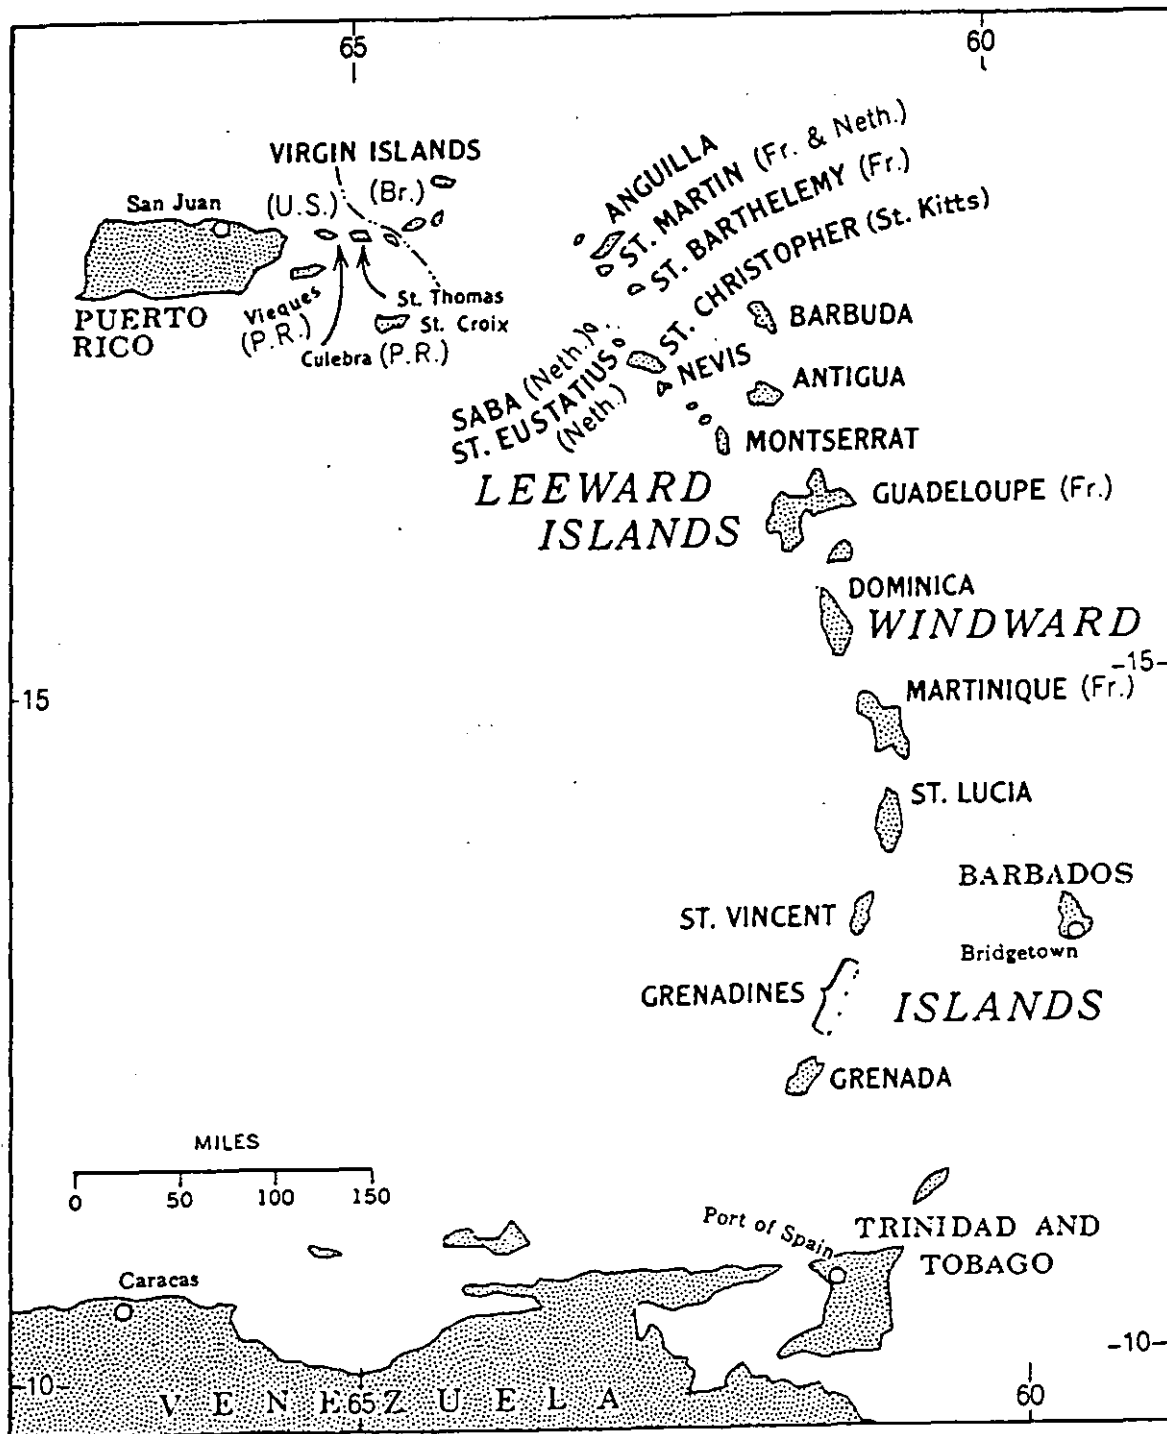 65
60
VIRGIN ISLANDS
(U.S.)
(Br.)
San Juan
PUERTO
RICO
Vieques
(P.R.)
St. Thomas
St. Croix
Culebra (P.R.)
ANGUILLA
ST. MARTIN (Fr. & Neth.)
ST. BARTHELEMY (Fr.)
ST. CHRISTOPHER (St. Kitts)
BARBUDA
NEVIS
ANTIGUA
SABA (Neth.)
ST. EUSTATIUS
(Neth.)
MONTSERRAT
LEEWARD
ISLANDS
GUADELOUPE (Fr.)
DOMINICA
WINDWARD
15
15
MARTINIQUE (Fr.)
ST. LUCIA
BARBADOS
Bridgetown
ST. VINCENT
GRENADINES
ISLANDS
GRENADA
MILES
0 50 100 150
Port of Spain
TRINIDAD AND
TOBAGO
Caracas
10
10
VENEZUELA
65
60